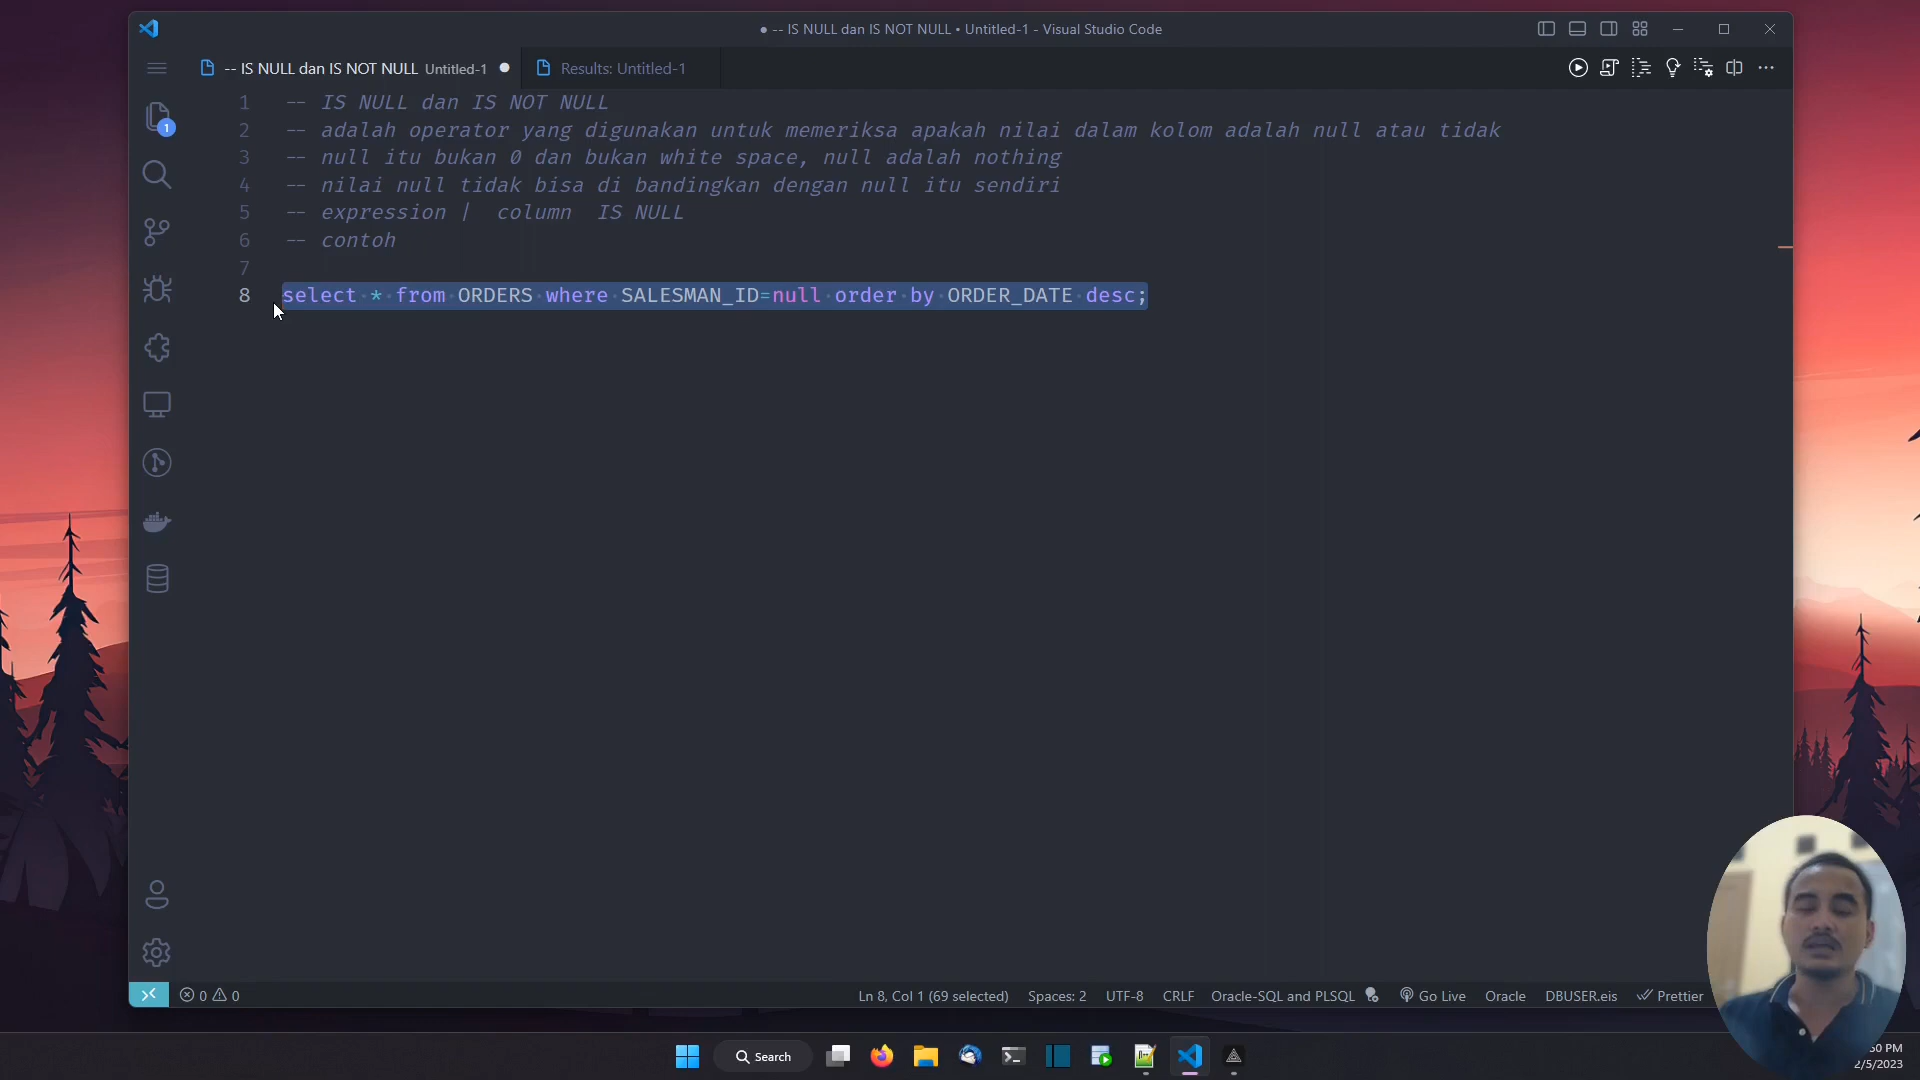 ● -- IS NULL dan IS NOT NULL • Untitled-1 - Visual Studio Code
-- IS NULL dan IS NOT NULL Untitled-1 ●
Results: Untitled-1
1 -- IS NULL dan IS NOT NULL
2 -- adalah operator yang digunakan untuk memeriksa apakah nilai dalam kolom adalah null atau tidak
3 -- null itu bukan 0 dan bukan white space, null adalah nothing
4 -- nilai null tidak bisa di bandingkan dengan null itu sendiri
5 -- expression | column IS NULL
6 -- contoh
7
8 select * from ORDERS where SALESMAN_ID=null order by ORDER_DATE desc;
1
0 0
Ln 8, Col 1 (69 selected) Spaces: 2 UTF-8 CRLF Oracle-SQL and PLSQL Go Live Oracle DBUSER.eis Prettier
Search
50 PM
2/5/2023